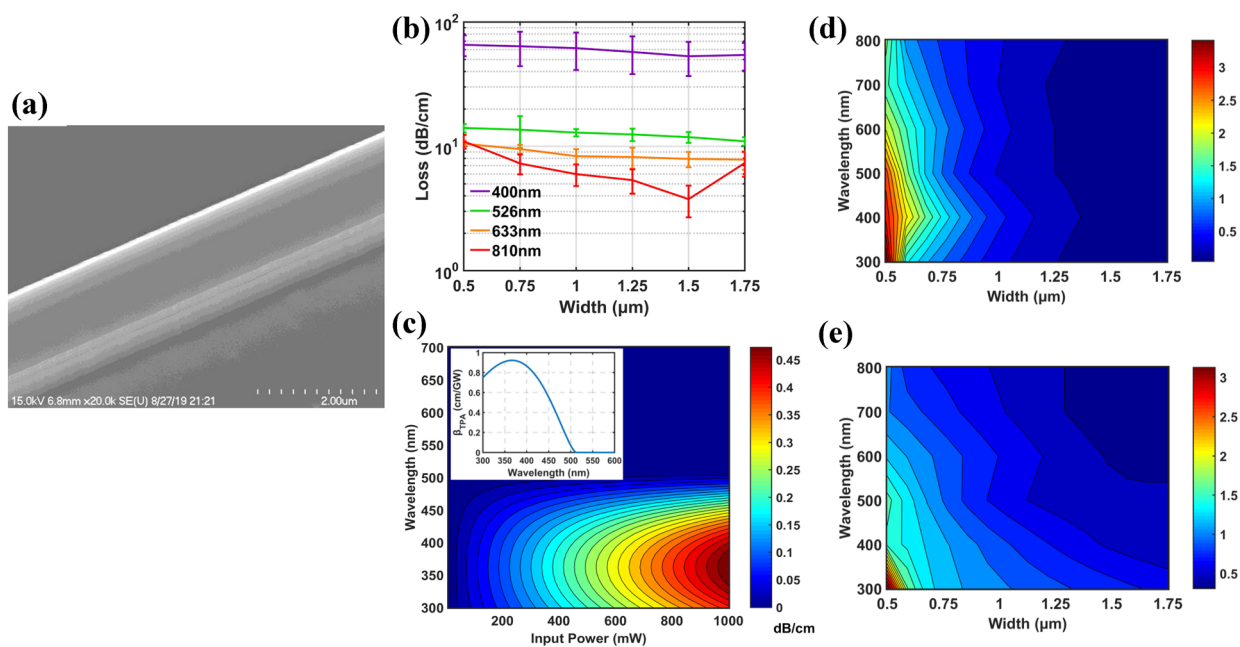 (a)
15.0kV 6.8mm x20.0k SE(U) 8/27/19 21:21
2.00um
(b)
Loss (dB/cm)
10²
10¹
10⁰
400nm
526nm
633nm
810nm
0.5 0.75 1 1.25 1.5 1.75
Width (µm)
(c)
Wavelength (nm)
700
650
600
550
500
450
400
350
300
0 200 400 600 800 1000
Input Power (mW)
β_TPA (cm/GW)
1
0.8
0.6
0.4
0.2
0
300 350 400 450 500 550 600
Wavelength (nm)
0.45
0.4
0.35
0.3
0.25
0.2
0.15
0.1
0.05
0
dB/cm
(d)
Wavelength (nm)
800
700
600
500
400
300
0.5 0.75 1 1.25 1.5 1.75
Width (µm)
3
2.5
2
1.5
1
0.5
(e)
Wavelength (nm)
800
700
600
500
400
300
0.5 0.75 1 1.25 1.5 1.75
Width (µm)
3
2.5
2
1.5
1
0.5